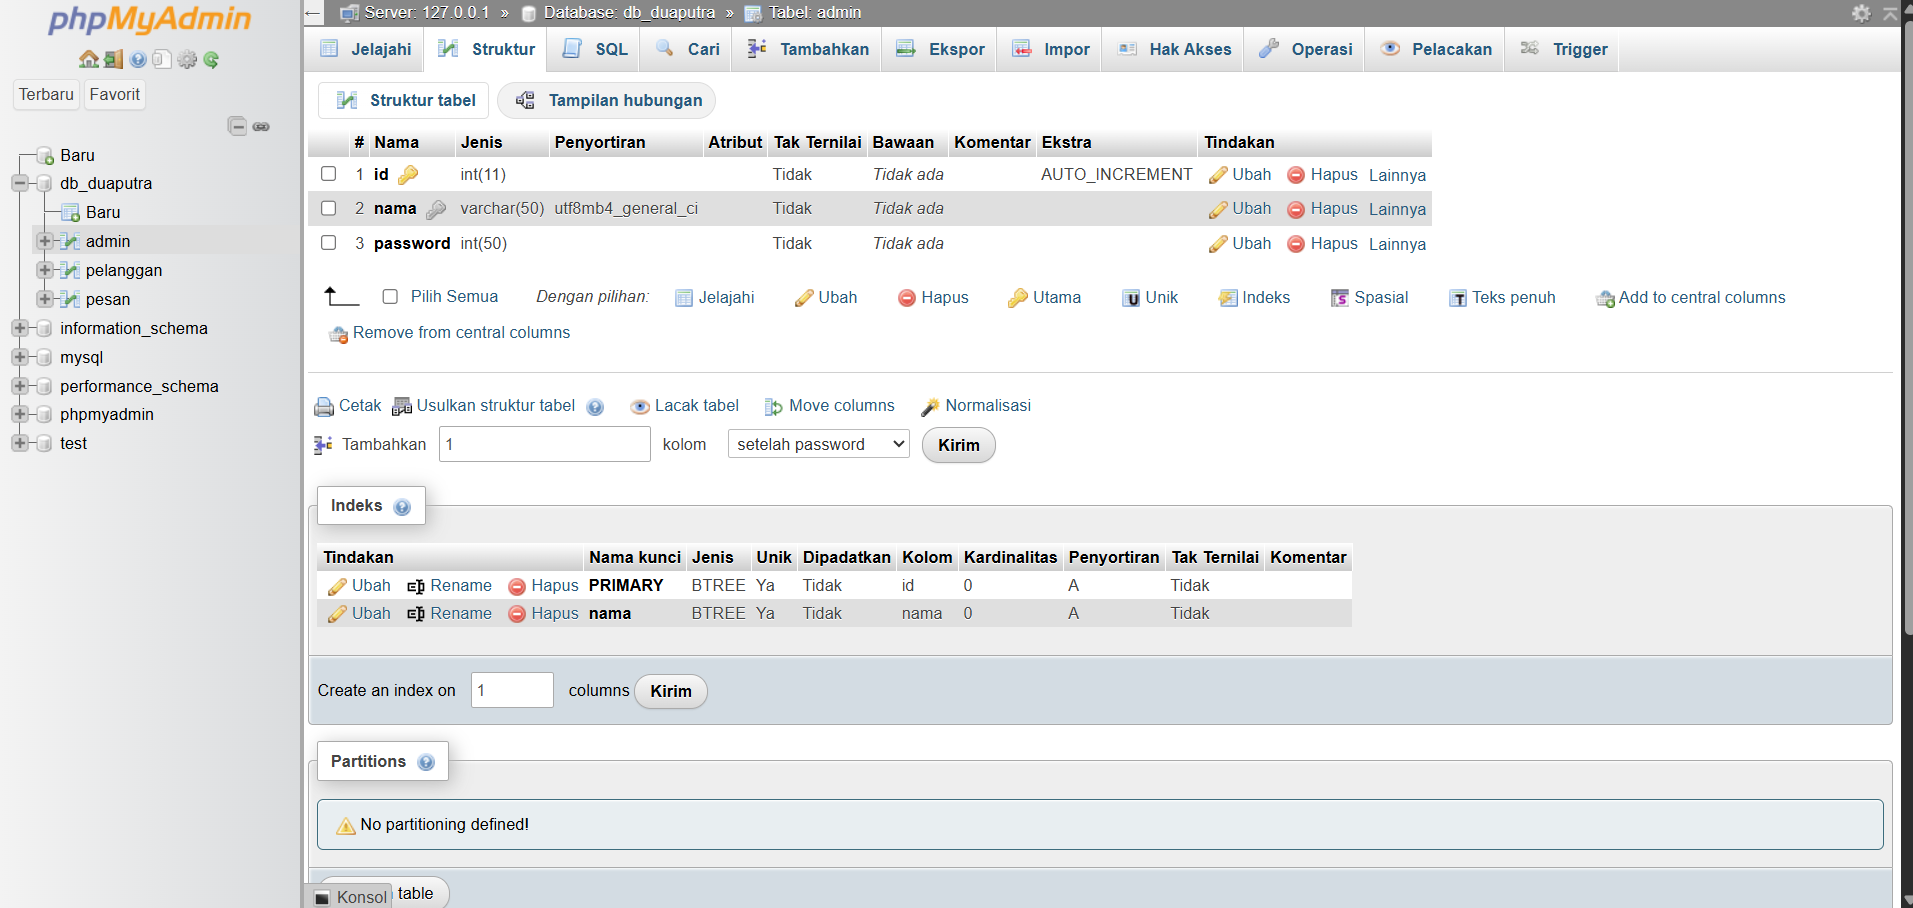 phpMyAdmin
Terbaru Favorit
Baru
db_duaputra
Baru
admin
pelanggan
pesan
information_schema
mysql
performance_schema
phpmyadmin
test
Server: 127.0.0.1 » Database: db_duaputra » Tabel: admin
Jelajahi Struktur SQL Cari Tambahkan Ekspor Impor Hak Akses Operasi Pelacakan Trigger
Struktur tabel Tampilan hubungan
# Nama Jenis Penyortiran Atribut Tak Ternilai Bawaan Komentar Ekstra Tindakan
1 id int(11) Tidak Tidak ada AUTO_INCREMENT Ubah Hapus Lainnya
2 nama varchar(50) utf8mb4_general_ci Tidak Tidak ada Ubah Hapus Lainnya
3 password int(50) Tidak Tidak ada Ubah Hapus Lainnya
Pilih Semua Dengan pilihan: Jelajahi Ubah Hapus Utama Unik Indeks Spasial Teks penuh Add to central columns
Remove from central columns
Cetak Usulkan struktur tabel Lacak tabel Move columns Normalisasi
Tambahkan 1 kolom setelah password Kirim
Indeks
Tindakan Nama kunci Jenis Unik Dipadatkan Kolom Kardinalitas Penyortiran Tak Ternilai Komentar
Ubah Rename Hapus PRIMARY BTREE Ya Tidak id 0 A Tidak
Ubah Rename Hapus nama BTREE Ya Tidak nama 0 A Tidak
Create an index on 1 columns Kirim
Partitions
No partitioning defined!
Konsol table